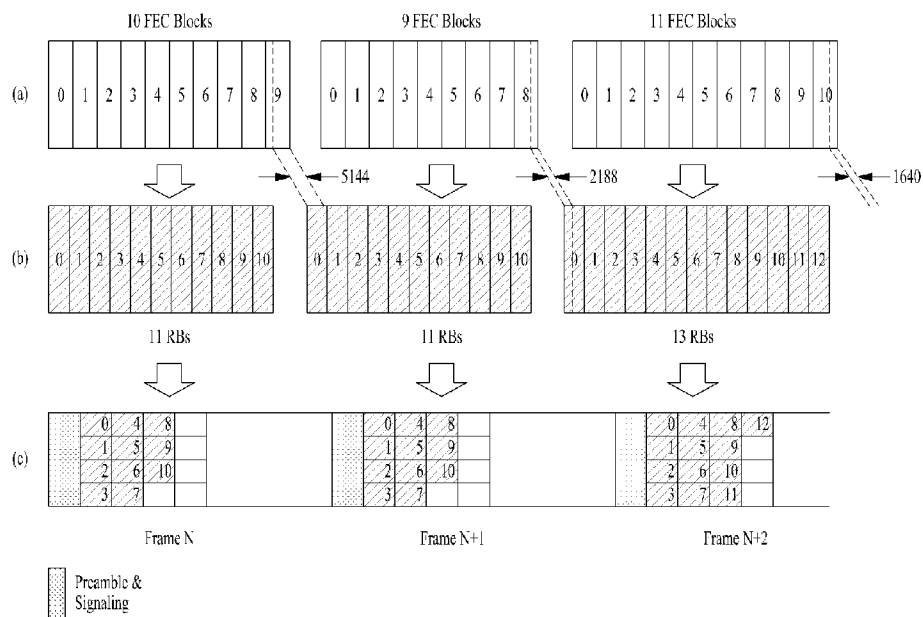 10 FEC Blocks 9 FEC Blocks 11 FEC Blocks
(a) 0 1 2 3 4 5 6 7 8 9 0 1 2 3 4 5 6 7 8 0 1 2 3 4 5 6 7 8 9 10
5144 2188 1640
(b) 0 1 2 3 4 5 6 7 8 9 10 0 1 2 3 4 5 6 7 8 9 10 0 1 2 3 4 5 6 7 8 9 10 11 12
11 RBs 11 RBs 13 RBs
0 4 8 0 4 8 0 4 8 12
(c) 1 5 9 1 5 9 1 5 9
2 6 10 2 6 10 2 6 10
3 7 3 7 3 7 11
Frame N Frame N+1 Frame N+2
Preamble &
Signaling